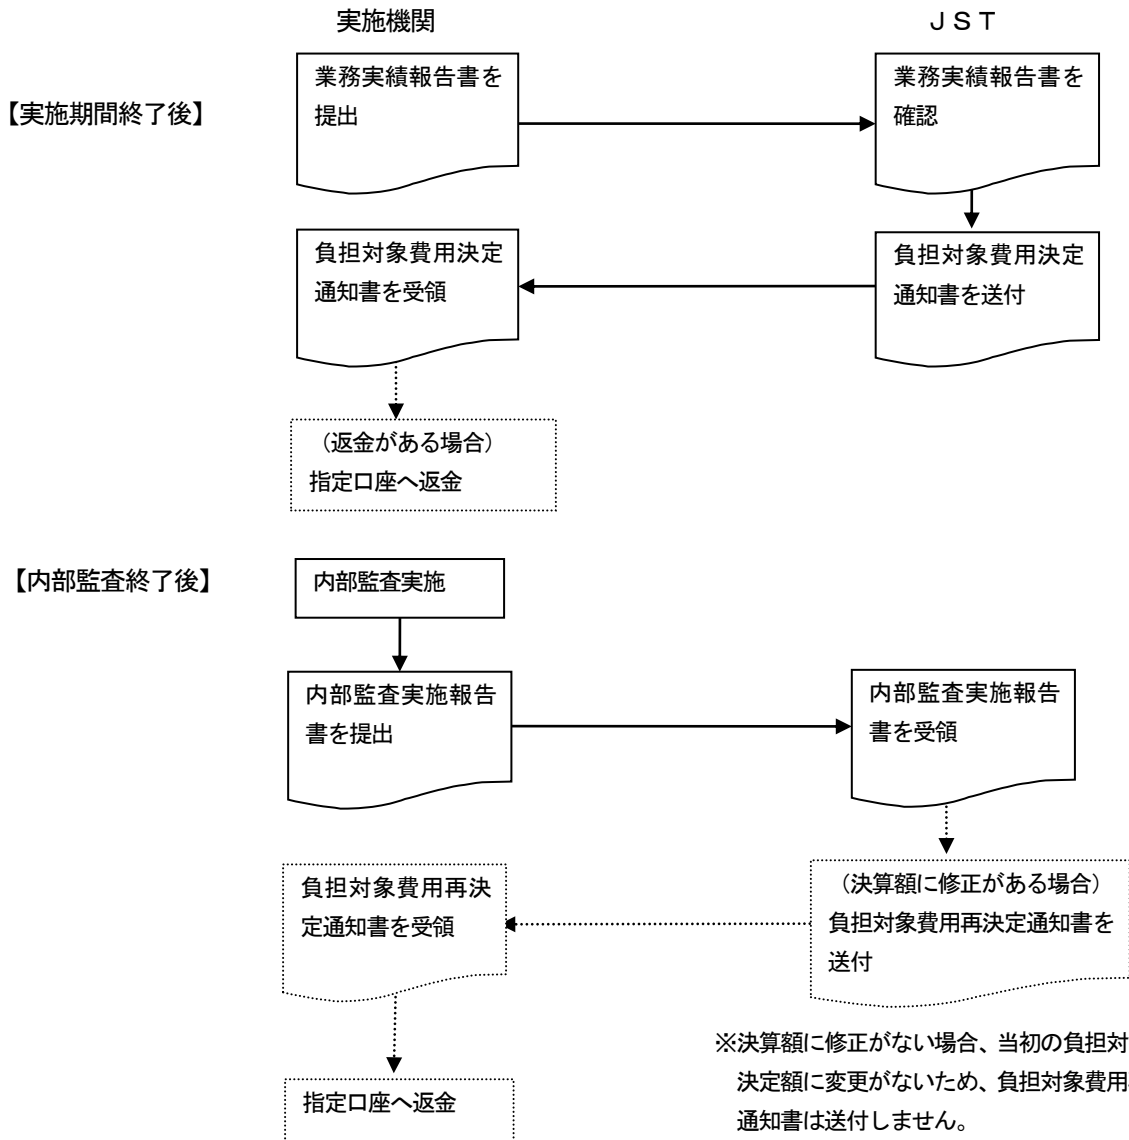 実施機関
ＪＳＴ
【実施期間終了後】
業務実績報告書を
提出
業務実績報告書を
確認
負担対象費用決定
通知書を受領
負担対象費用決定
通知書を送付
（返金がある場合）
指定口座へ返金
【内部監査終了後】
内部監査実施
内部監査実施報告
書を提出
内部監査実施報告
書を受領
負担対象費用再決
定通知書を受領
（決算額に修正がある場合）
負担対象費用再決定通知書を
送付
※決算額に修正がない場合、当初の負担対
決定額に変更がないため、負担対象費用
通知書は送付しません。
指定口座へ返金